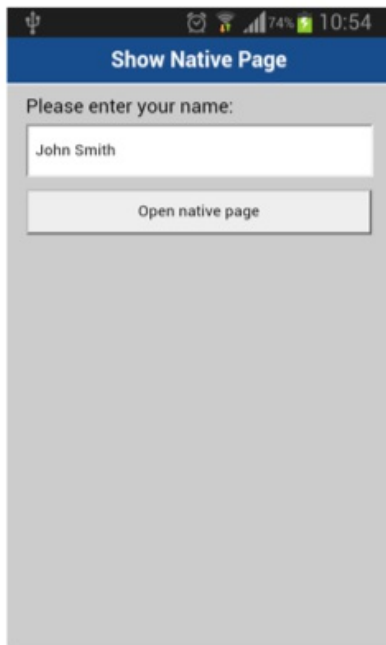 74% 10:54
Show Native Page
Please enter your name:
John Smith
Open native page